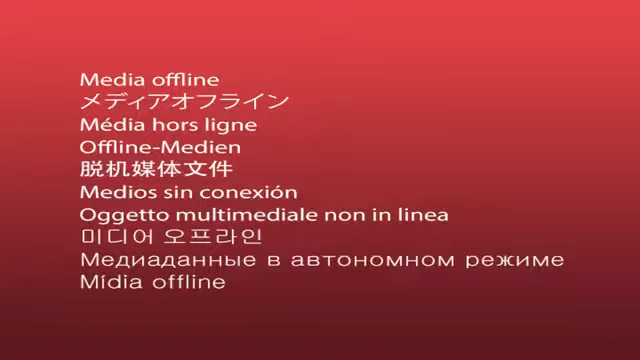 Media offline
メディアオフライン
Média hors ligne
Offline-Medien
脱机媒体文件
Medios sin conexión
Oggetto multimediale non in linea
미디어 오프라인
Медиаданные в автономном режиме
Mídia offline